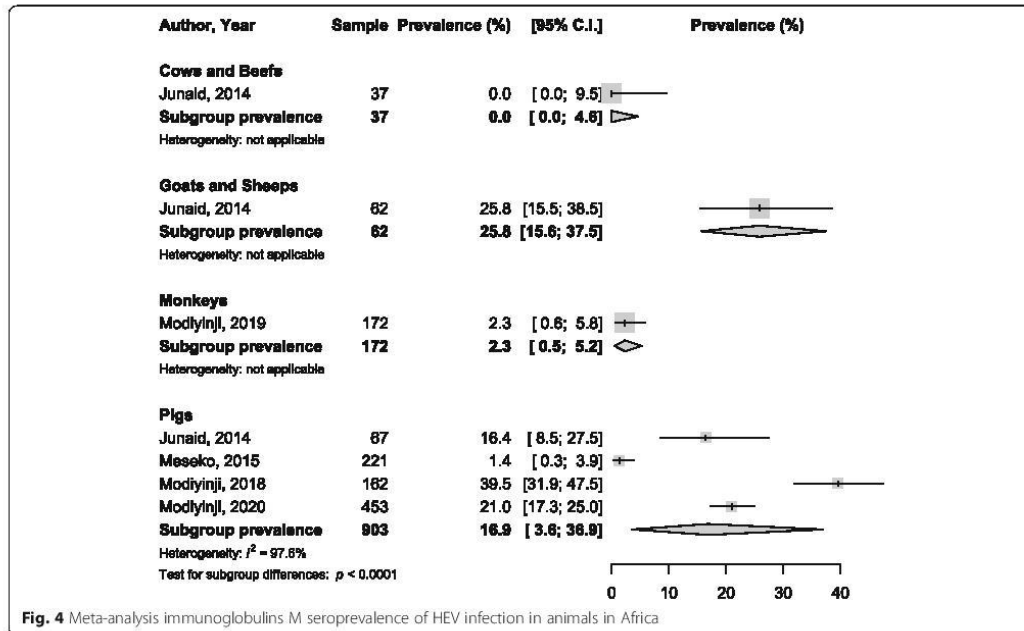 Author, Year Sample Prevalence (%) [95% C.I.] Prevalence (%)
Cows and Beefs
Junaid, 2014 37 0.0 [ 0.0; 9.5]
Subgroup prevalence 37 0.0 [ 0.0; 4.6]
Heterogeneity: not applicable
Goats and Sheeps
Junaid, 2014 62 25.8 [15.5; 38.5]
Subgroup prevalence 62 25.8 [15.6; 37.5]
Heterogeneity: not applicable
Monkeys
Modiyinji, 2019 172 2.3 [ 0.6; 5.8]
Subgroup prevalence 172 2.3 [ 0.5; 5.2]
Heterogeneity: not applicable
Pigs
Junaid, 2014 67 16.4 [ 8.5; 27.5]
Meseko, 2015 221 1.4 [ 0.3; 3.9]
Modiyinji, 2018 162 39.5 [31.9; 47.5]
Modiyinji, 2020 453 21.0 [17.3; 25.0]
Subgroup prevalence 903 16.9 [ 3.6; 36.9]
Heterogeneity: I² = 97.6%
Test for subgroup differences: p < 0.0001
0 10 20 30 40
Fig. 4 Meta-analysis immunoglobulins M seroprevalence of HEV infection in animals in Africa